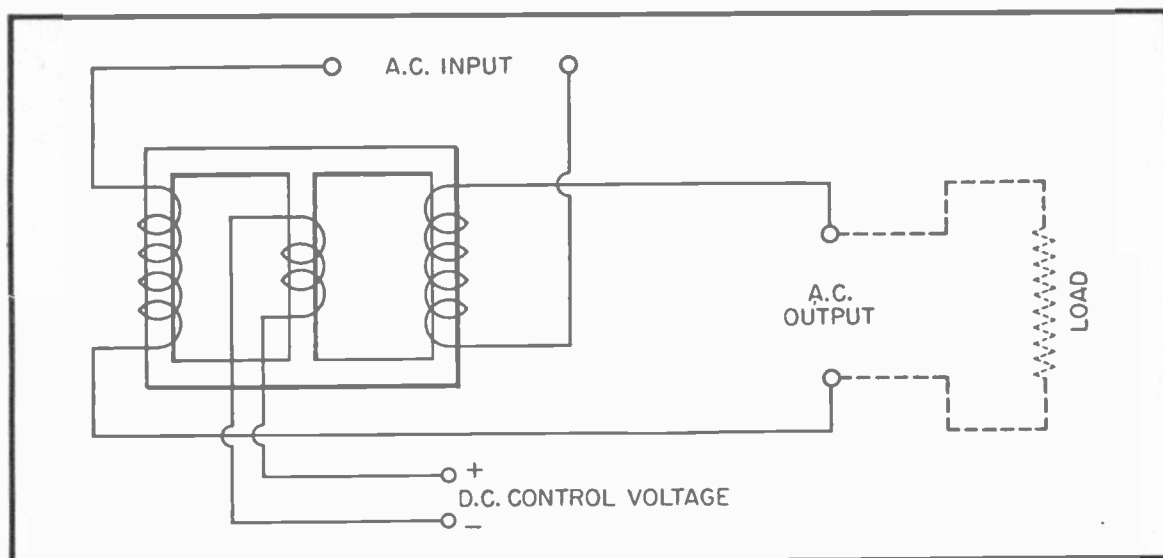 A.C. INPUT
A.C.
OUTPUT
LOAD
+
D.C. CONTROL VOLTAGE
–